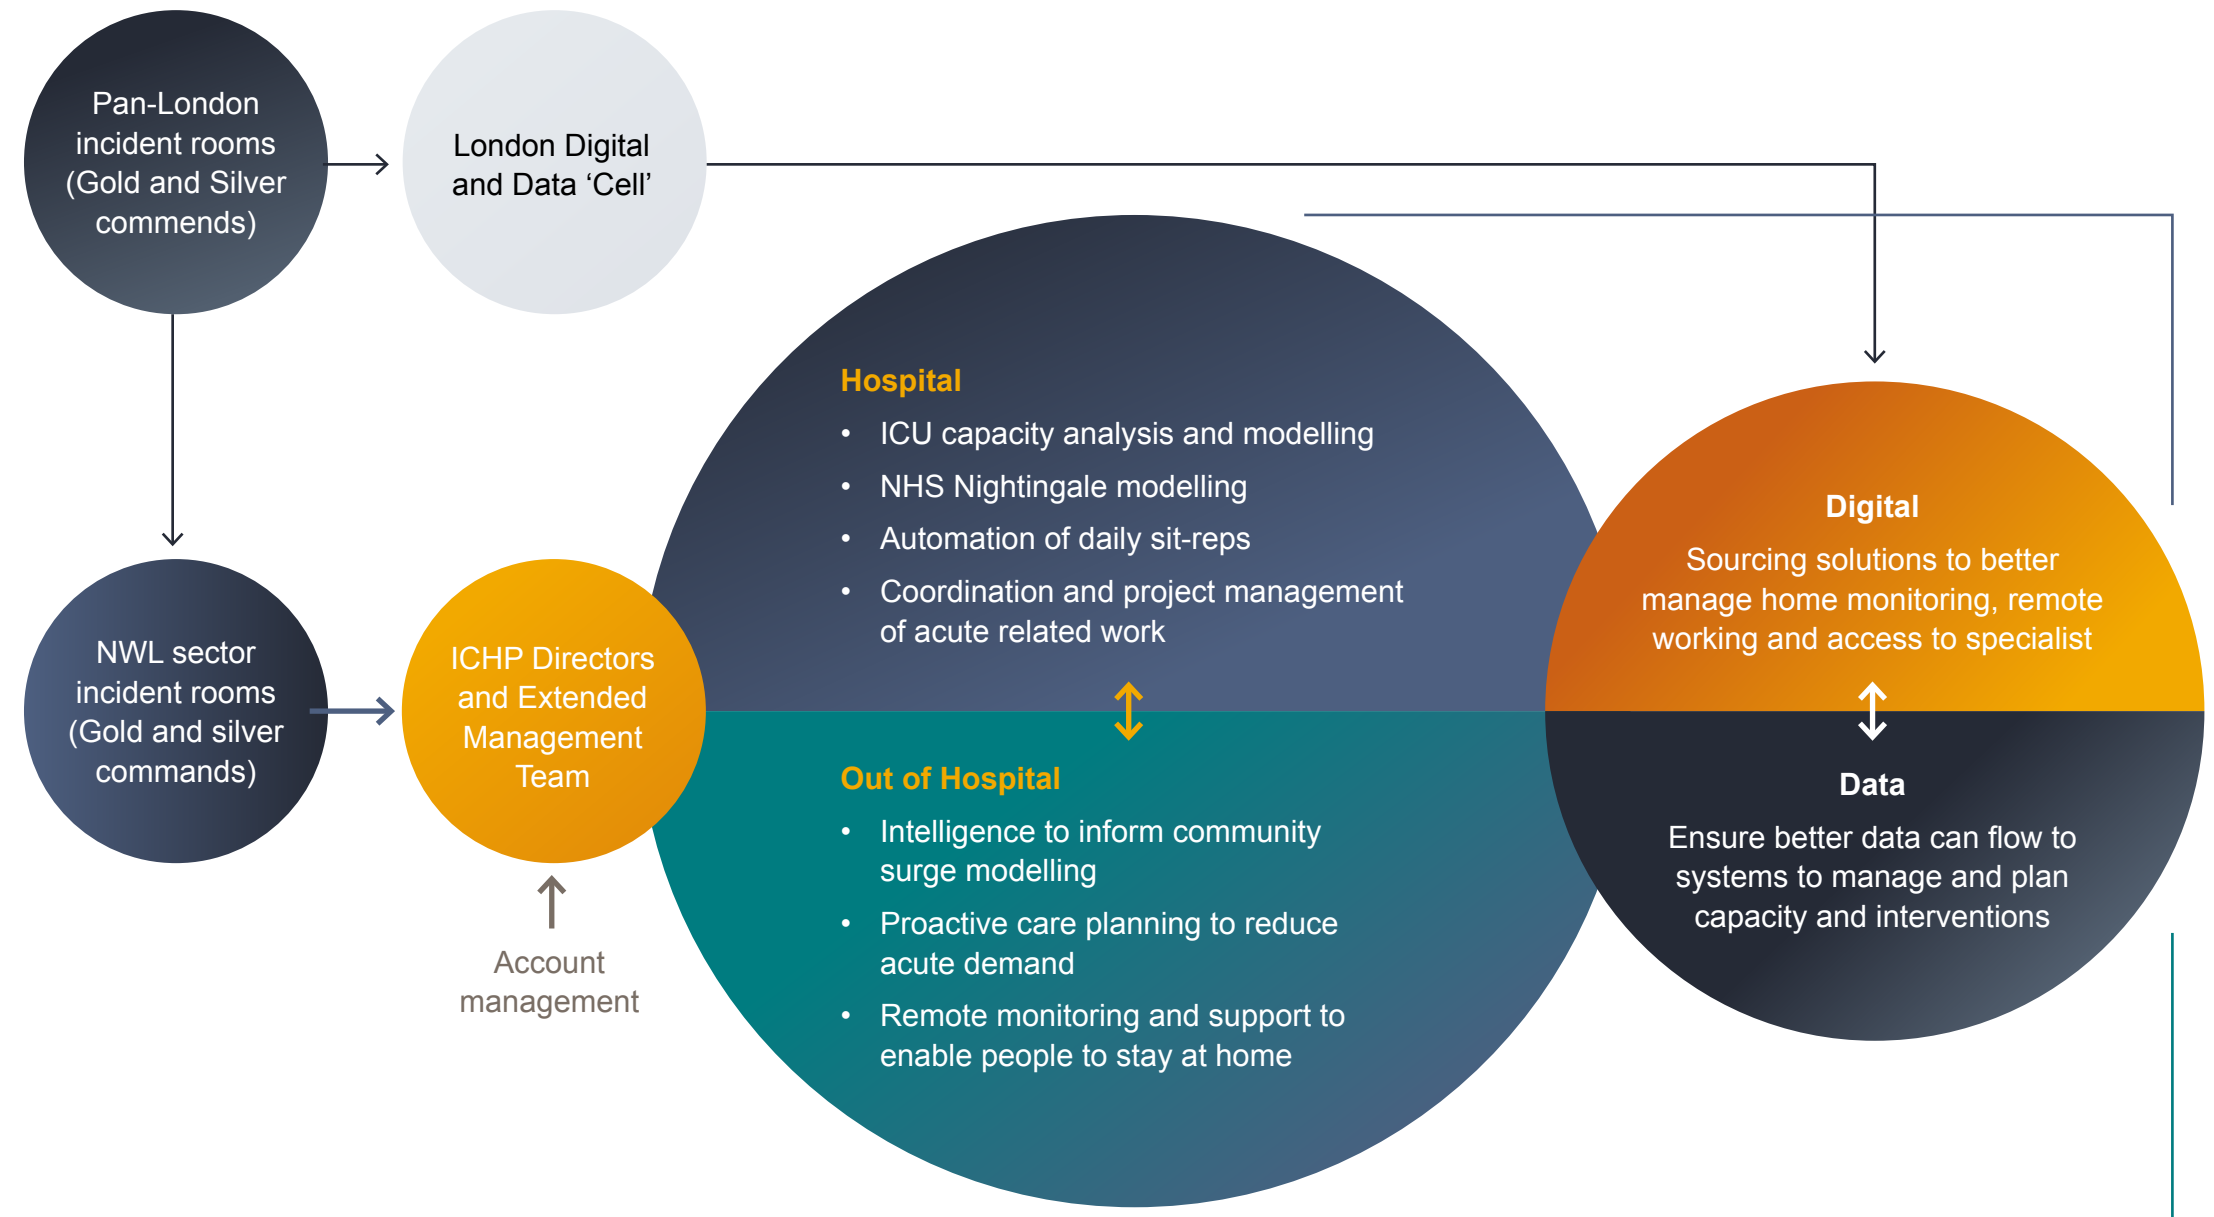 Pan-London
incident rooms
(Gold and Silver
commends)
London Digital
and Data ‘Cell’
NWL sector
incident rooms
(Gold and silver
commands)
ICHP Directors
and Extended
Management
Team
Account
management
Hospital
• ICU capacity analysis and modelling
• NHS Nightingale modelling
• Automation of daily sit-reps
• Coordination and project management
of acute related work
Out of Hospital
• Intelligence to inform community
surge modelling
• Proactive care planning to reduce
acute demand
• Remote monitoring and support to
enable people to stay at home
Digital
Sourcing solutions to better
manage home monitoring, remote
working and access to specialist
Data
Ensure better data can flow to
systems to manage and plan
capacity and interventions